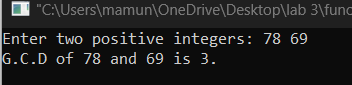 "C:\Users\mamun\OneDrive\Desktop\lab 3\func
Enter two positive integers: 78 69
G.C.D of 78 and 69 is 3.